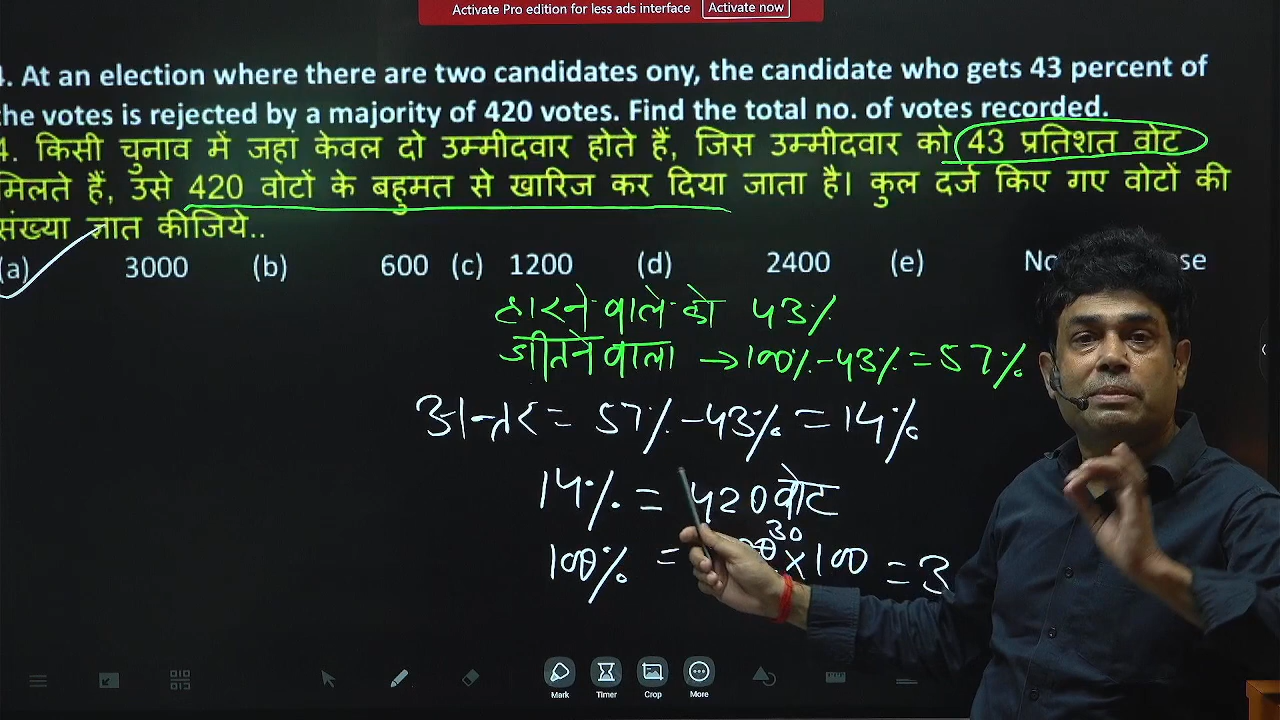 Activate Pro edition for less ads interface Activate now
4. At an election where there are two candidates ony, the candidate who gets 43 percent of
the votes is rejected by a majority of 420 votes. Find the total no. of votes recorded.
4. किसी चुनाव में जहां केवल दो उम्मीदवार होते हैं, जिस उम्मीदवार को 43 प्रतिशत वोट
मिलते हैं, उसे 420 वोटों के बहुमत से खारिज कर दिया जाता है। कुल दर्ज किए गए वोटों की
संख्या ज्ञात कीजिये..
(a) 3000 (b) 600 (c) 1200 (d) 2400 (e)
हारने वाले को 43%
जीतने वाला → 100% - 43% = 57%
अन्तर = 57% - 43% = 14%
14% = 420 वोट
30
100% = × 100 = 3
Mark Timer Crop More